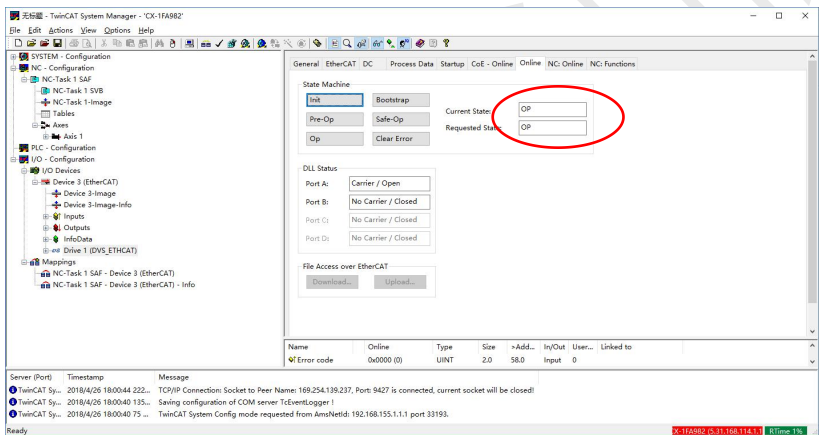 无标题 - TwinCAT System Manager - 'CX-1FA982'
File Edit Actions View Options Help
SYSTEM - Configuration
NC - Configuration
NC-Task 1 SAF
NC-Task 1 SVB
NC-Task 1-Image
Tables
Axes
Axis 1
PLC - Configuration
I/O - Configuration
I/O Devices
Device 3 (EtherCAT)
Device 3-Image
Device 3-Image-Info
Inputs
Outputs
InfoData
Drive 1 (DVS_ETHCAT)
Mappings
NC-Task 1 SAF - Device 3 (EtherCAT)
NC-Task 1 SAF - Device 3 (EtherCAT) - Info
General EtherCAT DC Process Data Startup CoE - Online Online NC: Online NC: Functions
State Machine
Init Bootstrap
Pre-Op Safe-Op
Op Clear Error
Current State: OP
Requested State: OP
DLL Status
Port A: Carrier / Open
Port B: No Carrier / Closed
Port C: No Carrier / Closed
Port D: No Carrier / Closed
File Access over EtherCAT
Download... Upload...
Name Online Type Size >Add... In/Out User... Linked to
Error code 0x0000 (0) UINT 2.0 58.0 Input 0
Server (Port) Timestamp Message
TwinCAT Sy... 2018/4/26 18:00:44 222... TCP/IP Connection: Socket to Peer Name: 169.254.139.237, Port: 9427 is connected, current socket will be closed!
TwinCAT Sy... 2018/4/26 18:00:40 135... Saving configuration of COM server TcEventLogger !
TwinCAT Sy... 2018/4/26 18:00:40 75 ... TwinCAT System Config mode requested from AmsNetId: 192.168.155.1.1.1 port 33193.
Ready CX-1FA982 (5.31.168.114.1.1 RTime 1%